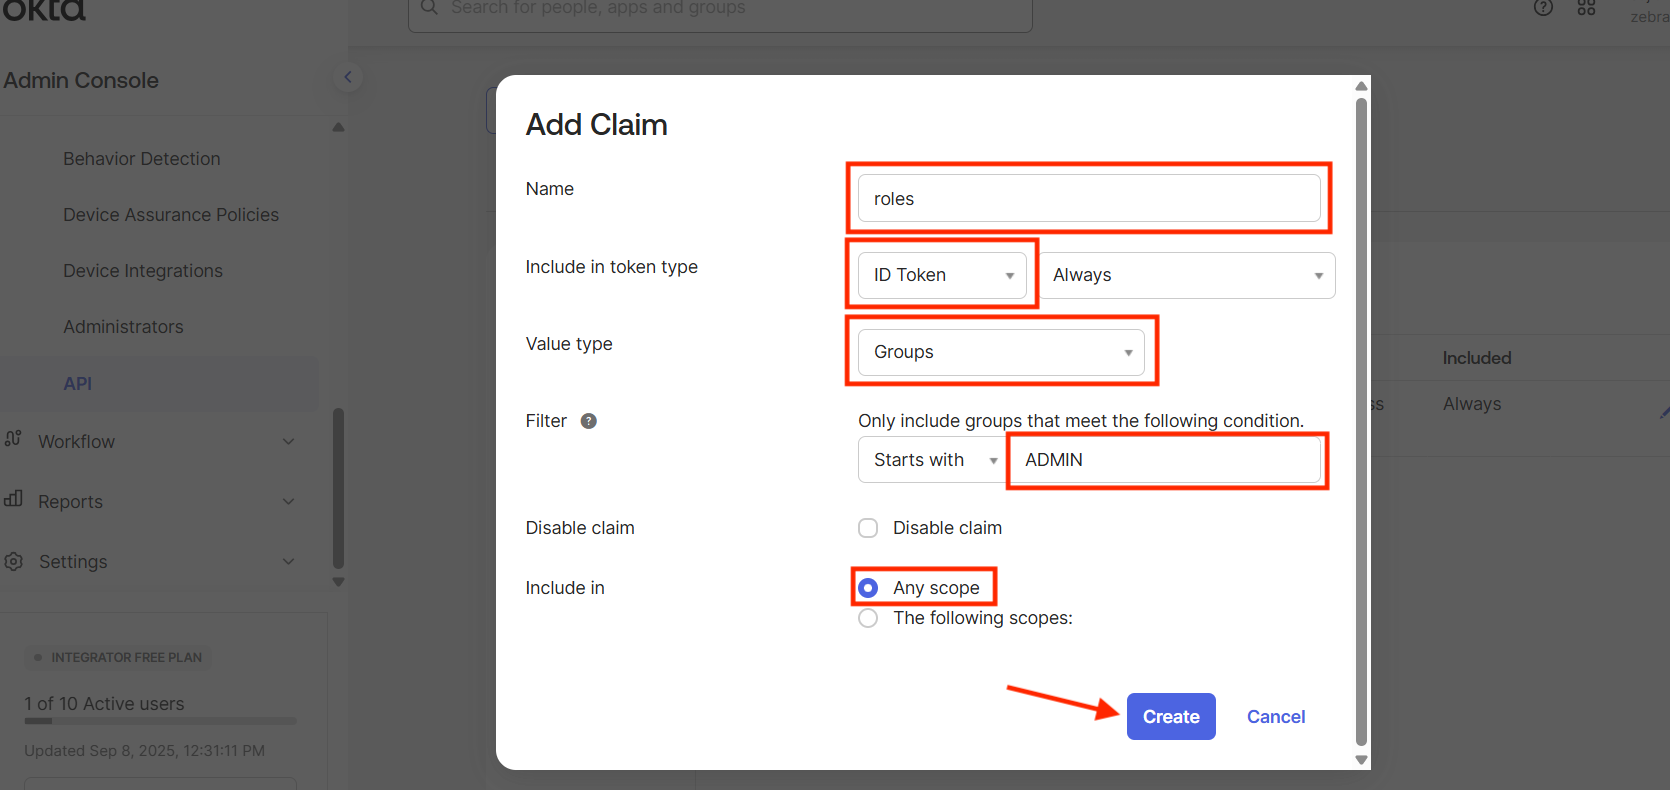 okta
Search for people, apps and groups
zebra
Admin Console
Behavior Detection
Device Assurance Policies
Device Integrations
Administrators
API
Workflow
Reports
Settings
INTEGRATOR FREE PLAN
1 of 10 Active users
Updated Sep 8, 2025, 12:31:11 PM
Add Claim
Name
roles
Include in token type
ID Token
Always
Value type
Groups
Filter ?
Only include groups that meet the following condition.
Starts with
ADMIN
Disable claim
Disable claim
Include in
Any scope
The following scopes:
Create
Cancel
Included
ss
Always